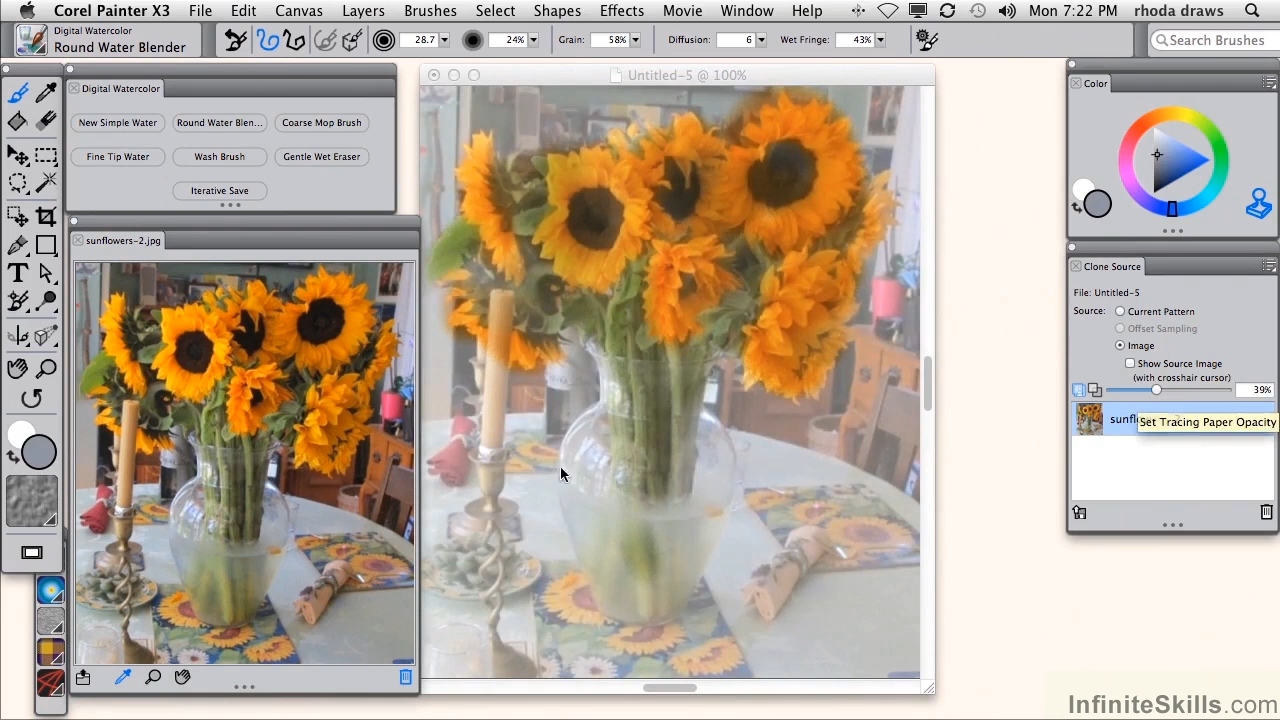 Corel Painter X3 File Edit Canvas Layers Brushes Select Shapes Effects Movie Window Help Mon 7:22 PM rhoda draws
Digital Watercolor
Round Water Blender
28.7 24% Grain: 58% Diffusion: 6 Wet Fringe: 43% Search Brushes
Digital Watercolor
New Simple Water Round Water Blen... Coarse Mop Brush
Fine Tip Water Wash Brush Gentle Wet Eraser
Iterative Save
sunflowers-2.jpg
Untitled-5 @ 100%
Color
Clone Source
File: Untitled-5
Source: Current Pattern
Offset Sampling
Image
Show Source Image
(with crosshair cursor)
39%
Set Tracing Paper Opacity
T
InfiniteSkills.com